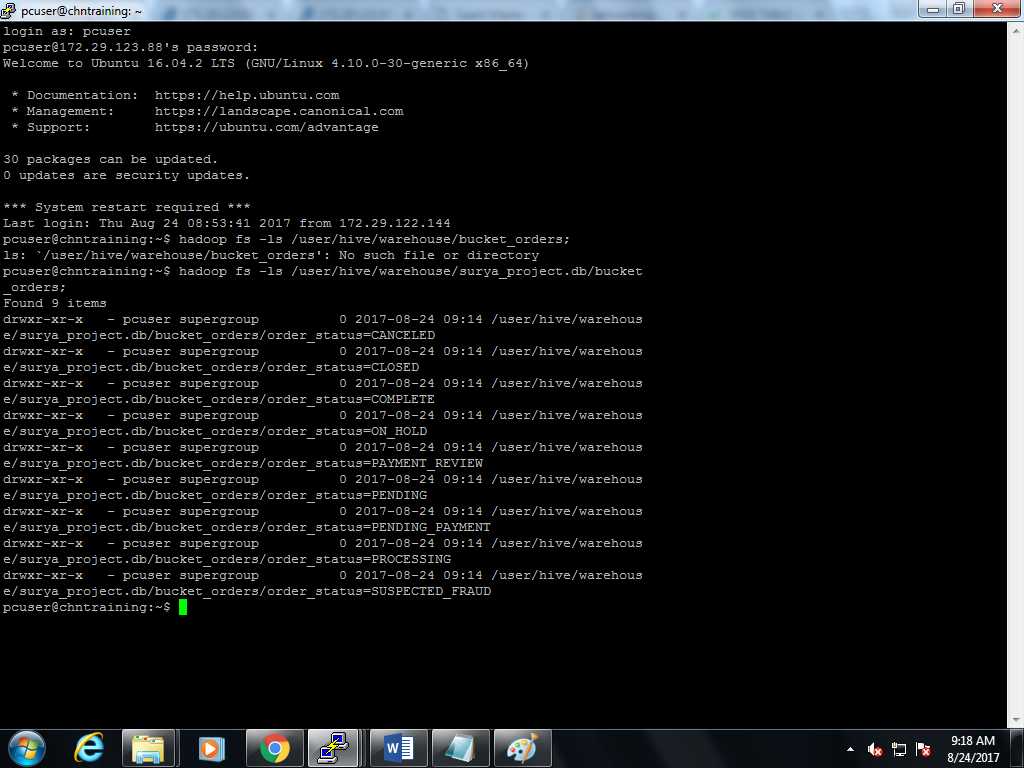 pcuser@chntraining: ~
login as: pcuser
pcuser@172.29.123.88's password:
Welcome to Ubuntu 16.04.2 LTS (GNU/Linux 4.10.0-30-generic x86_64)
* Documentation:  https://help.ubuntu.com
* Management:     https://landscape.canonical.com
* Support:        https://ubuntu.com/advantage
30 packages can be updated.
0 updates are security updates.
*** System restart required ***
Last login: Thu Aug 24 08:53:41 2017 from 172.29.122.144
pcuser@chntraining:~$ hadoop fs -ls /user/hive/warehouse/bucket_orders;
ls: `/user/hive/warehouse/bucket_orders': No such file or directory
pcuser@chntraining:~$ hadoop fs -ls /user/hive/warehouse/surya_project.db/bucket
_orders;
Found 9 items
drwxr-xr-x   - pcuser supergroup          0 2017-08-24 09:14 /user/hive/warehous
e/surya_project.db/bucket_orders/order_status=CANCELED
drwxr-xr-x   - pcuser supergroup          0 2017-08-24 09:14 /user/hive/warehous
e/surya_project.db/bucket_orders/order_status=CLOSED
drwxr-xr-x   - pcuser supergroup          0 2017-08-24 09:14 /user/hive/warehous
e/surya_project.db/bucket_orders/order_status=COMPLETE
drwxr-xr-x   - pcuser supergroup          0 2017-08-24 09:14 /user/hive/warehous
e/surya_project.db/bucket_orders/order_status=ON_HOLD
drwxr-xr-x   - pcuser supergroup          0 2017-08-24 09:14 /user/hive/warehous
e/surya_project.db/bucket_orders/order_status=PAYMENT_REVIEW
drwxr-xr-x   - pcuser supergroup          0 2017-08-24 09:14 /user/hive/warehous
e/surya_project.db/bucket_orders/order_status=PENDING
drwxr-xr-x   - pcuser supergroup          0 2017-08-24 09:14 /user/hive/warehous
e/surya_project.db/bucket_orders/order_status=PENDING_PAYMENT
drwxr-xr-x   - pcuser supergroup          0 2017-08-24 09:14 /user/hive/warehous
e/surya_project.db/bucket_orders/order_status=PROCESSING
drwxr-xr-x   - pcuser supergroup          0 2017-08-24 09:14 /user/hive/warehous
e/surya_project.db/bucket_orders/order_status=SUSPECTED_FRAUD
pcuser@chntraining:~$
9:18 AM
8/24/2017